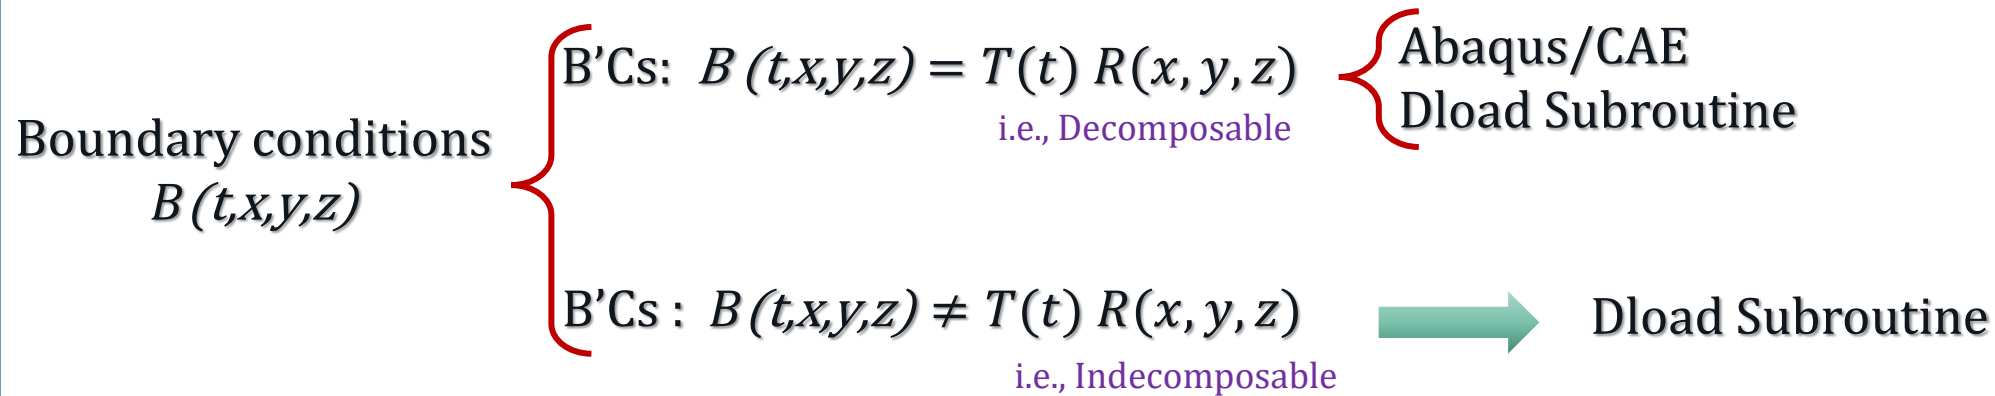 Boundary conditions
B (t,x,y,z)
B’Cs: B (t,x,y,z) = T(t) R(x, y, z)
i.e., Decomposable
Abaqus/CAE
Dload Subroutine
B’Cs : B (t,x,y,z) ≠ T(t) R(x, y, z)
i.e., Indecomposable
Dload Subroutine